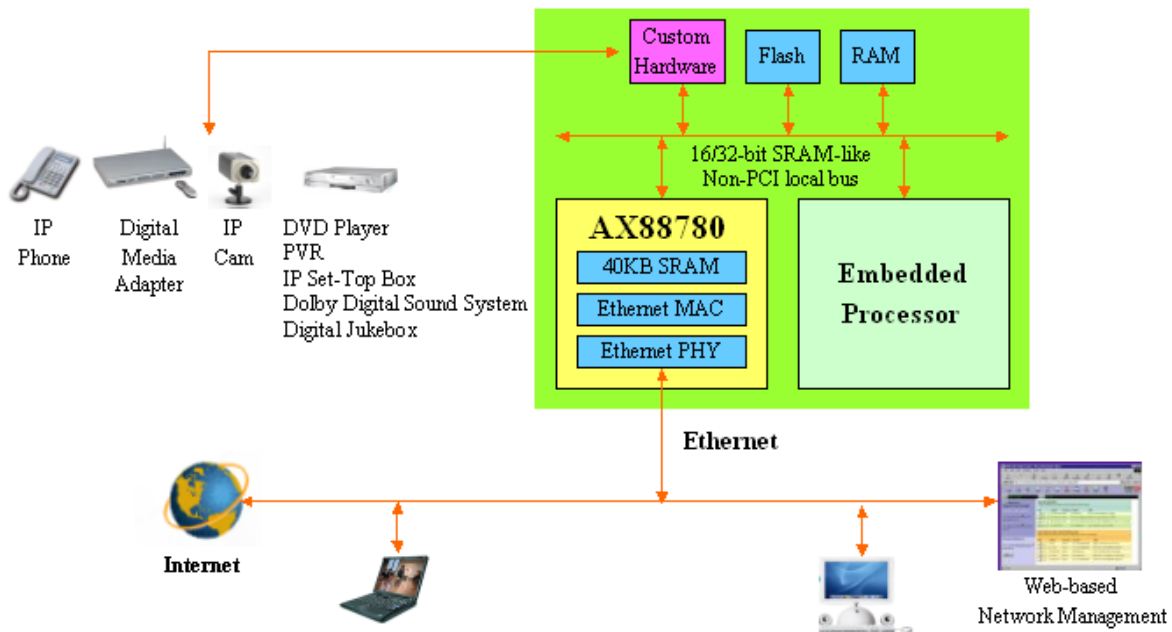 Custom
Hardware
Flash
RAM
16/32-bit SRAM-like
Non-PCI local bus
IP
Phone
Digital
Media
Adapter
IP
Cam
DVD Player
PVR
IP Set-Top Box
Dolby Digital Sound System
Digital Jukebox
AX88780
40KB SRAM
Ethernet MAC
Ethernet PHY
Embedded
Processor
Ethernet
Internet
Web-based
Network Management